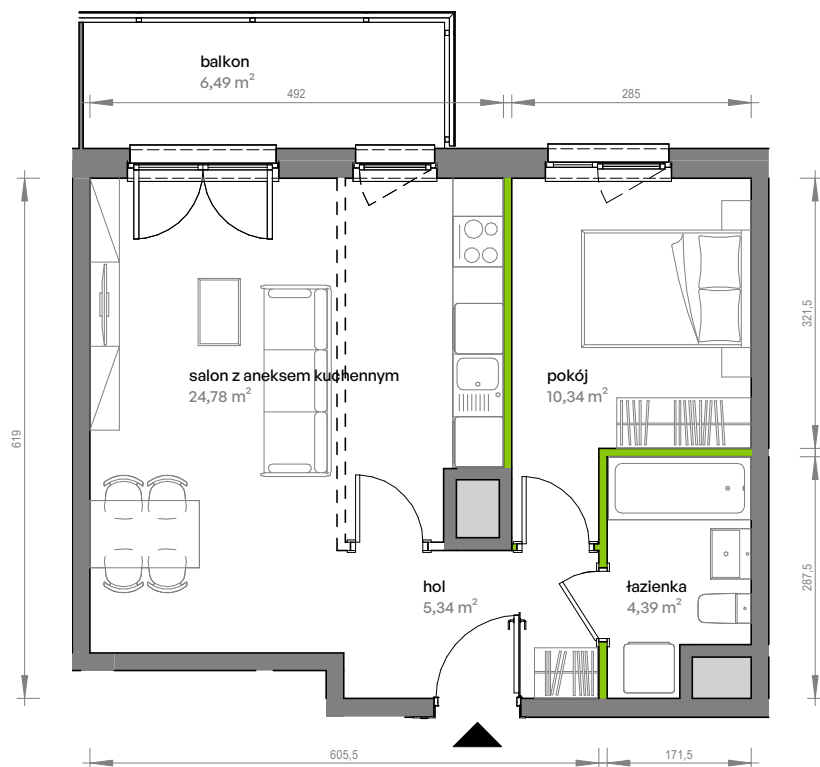 balkon
6,49 m²
492
285
321,5
salon z aneksem kuchennym
24,78 m²
pokój
10,34 m²
619
287,5
hol
5,34 m²
łazienka
4,39 m²
605,5
171,5